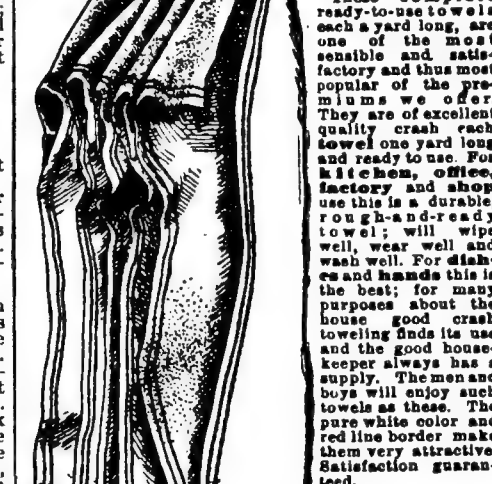 ready-to-use towels
each a yard long, are
one of the most
sensible and satis-
factory and thus most
popular of the pre-
miums we offer
They are of excellent
quality crash each
towel one yard long
and ready to use. For
kitchen, office,
factory and shop
use this is a durable
rough-and-ready
towel; will wipe
well, wear well and
wash well. For dish-
es and hands this is
the best; for many
purposes about the
house good crash
toweling finds its use
and the good house-
keeper always has a
supply. The men and
boys will enjoy such
towels as these. The
pure white color and
red line border make
them very attractive
Satisfaction guaran-
teed.